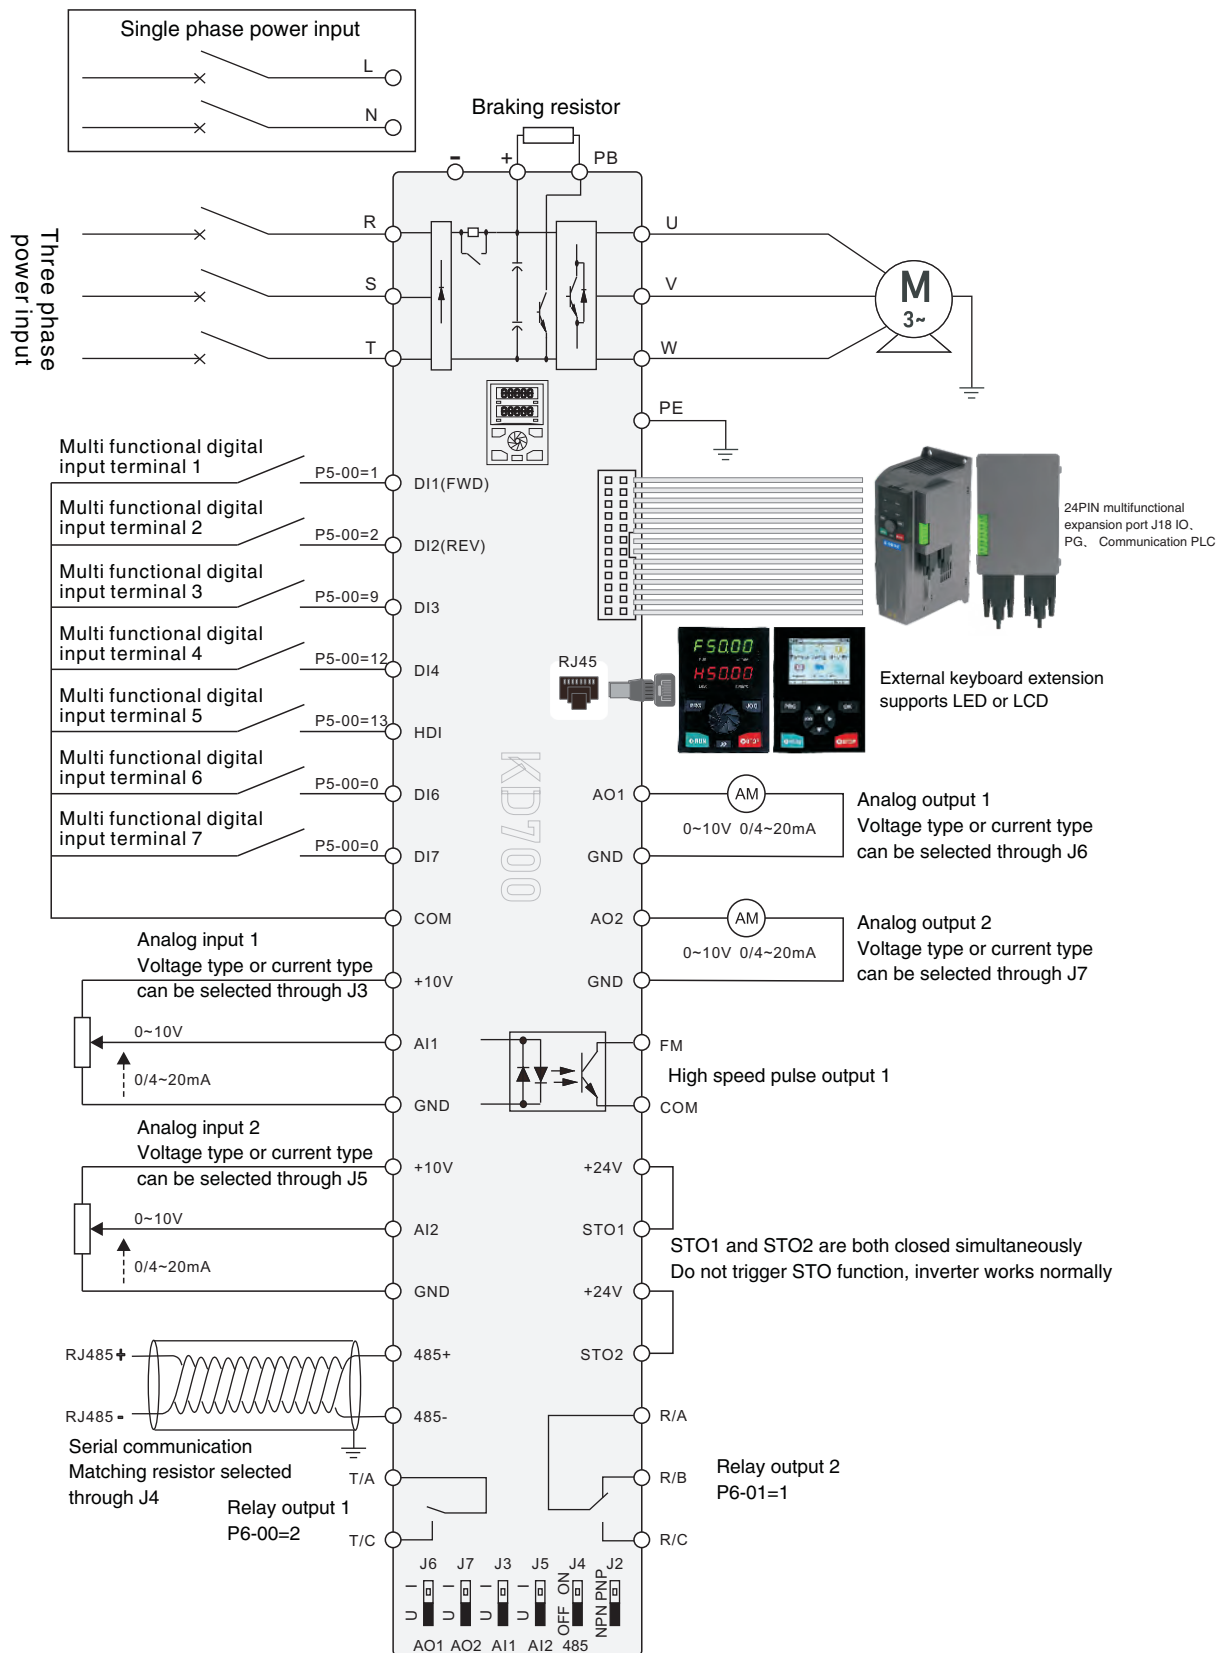 Single phase power input
L
N
Braking resistor
-
+
PB
Three phase
power input
R
S
T
U
V
W
M
3~
PE
88888
88888
Multi functional digital
input terminal 1
P5-00=1
DI1(FWD)
Multi functional digital
input terminal 2
P5-00=2
DI2(REV)
Multi functional digital
input terminal 3
P5-00=9
DI3
Multi functional digital
input terminal 4
P5-00=12
DI4
Multi functional digital
input terminal 5
P5-00=13
HDI
Multi functional digital
input terminal 6
P5-00=0
DI6
Multi functional digital
input terminal 7
P5-00=0
DI7
COM
24PIN multifunctional
expansion port J18 IO、
PG、 Communication PLC
RJ45
F50.00
H50.00
External keyboard extension
supports LED or LCD
KD700
AO1
AM
0~10V 0/4~20mA
GND
Analog output 1
Voltage type or current type
can be selected through J6
AO2
AM
0~10V 0/4~20mA
GND
Analog output 2
Voltage type or current type
can be selected through J7
Analog input 1
Voltage type or current type
can be selected through J3
+10V
0~10V
AI1
0/4~20mA
GND
FM
High speed pulse output 1
COM
Analog input 2
Voltage type or current type
can be selected through J5
+10V
0~10V
AI2
0/4~20mA
GND
+24V
STO1
STO1 and STO2 are both closed simultaneously
Do not trigger STO function, inverter works normally
+24V
STO2
RJ485+
485+
RJ485-
485-
Serial communication
Matching resistor selected
through J4
T/A
Relay output 1
P6-00=2
T/C
R/A
R/B
Relay output 2
P6-01=1
R/C
J6 J7 J3 J5 J4 J2
U I
U I
U I
U I
OFF ON
NPN PNP
AO1 AO2 AI1 AI2 485